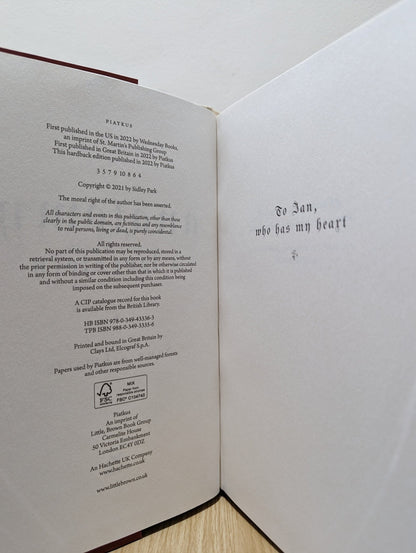 PIATKUS
First published in the US in 2022 by Wednesday Books,
an imprint of St. Martin's Publishing Group
First published in Great Britain in 2022 by Piatkus
This hardback edition published in 2022 by Piatkus
3 5 7 9 10 8 6 4
Copyright © 2021 by Sidley Park
The moral right of the author has been asserted.
All characters and events in this publication, other than those
clearly in the public domain, are fictitious and any resemblance
to real persons, living or dead, is purely coincidental.
All rights reserved.
No part of this publication may be reproduced, stored in a
retrieval system, or transmitted in any form or by any means, without
the prior permission in writing of the publisher, nor be otherwise circulated
in any form of binding or cover other than that in which it is published
and without a similar condition including this condition being
imposed on the subsequent purchaser.
A CIP catalogue record for this book
is available from the British Library.
HB ISBN 978-0-349-43336-3
TPB ISBN 988-0-349-3335-6
Printed and bound in Great Britain by
Clays Ltd, Elcograf S.p.A.
Papers used by Piatkus are from well-managed forests
and other responsible sources.
FSC
MIX
Paper from
responsible sources
FSC® C104740
Piatkus
An imprint of
Little, Brown Book Group
Carmelite House
50 Victoria Embankment
London EC4Y 0DZ
An Hachette UK Company
www.hachette.co.uk
www.littlebrown.co.uk
To Ian,
who has my heart